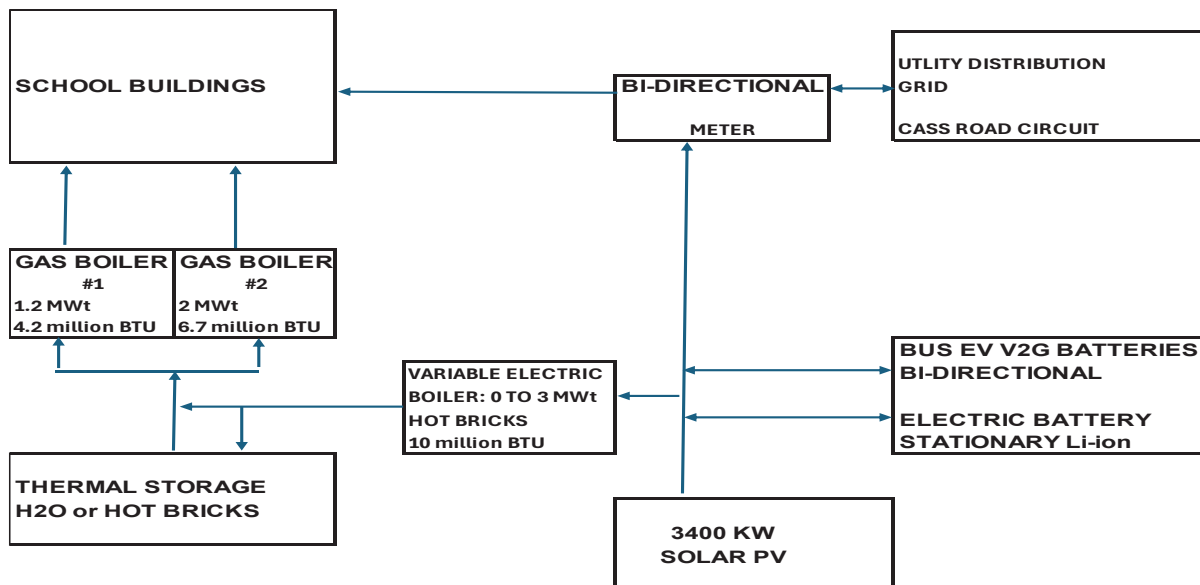 SCHOOL BUILDINGS
BI-DIRECTIONAL
METER
UTLITY DISTRIBUTION
GRID
CASS ROAD CIRCUIT
GAS BOILER
#1
1.2 MWt
4.2 million BTU
GAS BOILER
#2
2 MWt
6.7 million BTU
VARIABLE ELECTRIC
BOILER: 0 TO 3 MWt
HOT BRICKS
10 million BTU
BUS EV V2G BATTERIES
BI-DIRECTIONAL
ELECTRIC BATTERY
STATIONARY Li-ion
THERMAL STORAGE
H2O or HOT BRICKS
3400 KW
SOLAR PV